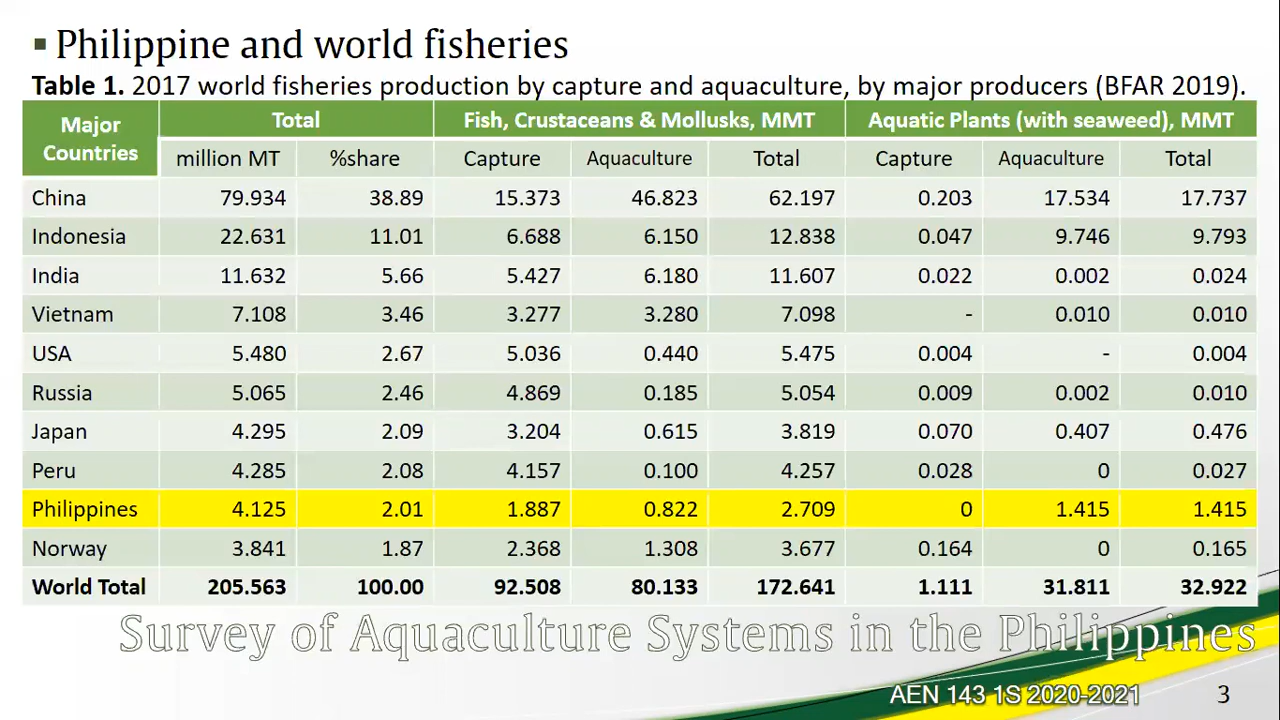 ▪ Philippine and world fisheries
Table 1. 2017 world fisheries production by capture and aquaculture, by major producers (BFAR 2019).
Major Countries Total Fish, Crustaceans & Mollusks, MMT Aquatic Plants (with seaweed), MMT
million MT %share Capture Aquaculture Total Capture Aquaculture Total
China 79.934 38.89 15.373 46.823 62.197 0.203 17.534 17.737
Indonesia 22.631 11.01 6.688 6.150 12.838 0.047 9.746 9.793
India 11.632 5.66 5.427 6.180 11.607 0.022 0.002 0.024
Vietnam 7.108 3.46 3.277 3.280 7.098 - 0.010 0.010
USA 5.480 2.67 5.036 0.440 5.475 0.004 - 0.004
Russia 5.065 2.46 4.869 0.185 5.054 0.009 0.002 0.010
Japan 4.295 2.09 3.204 0.615 3.819 0.070 0.407 0.476
Peru 4.285 2.08 4.157 0.100 4.257 0.028 0 0.027
Philippines 4.125 2.01 1.887 0.822 2.709 0 1.415 1.415
Norway 3.841 1.87 2.368 1.308 3.677 0.164 0 0.165
World Total 205.563 100.00 92.508 80.133 172.641 1.111 31.811 32.922
Survey of Aquaculture Systems in the Philippines
AEN 143 1S 2020-2021 3